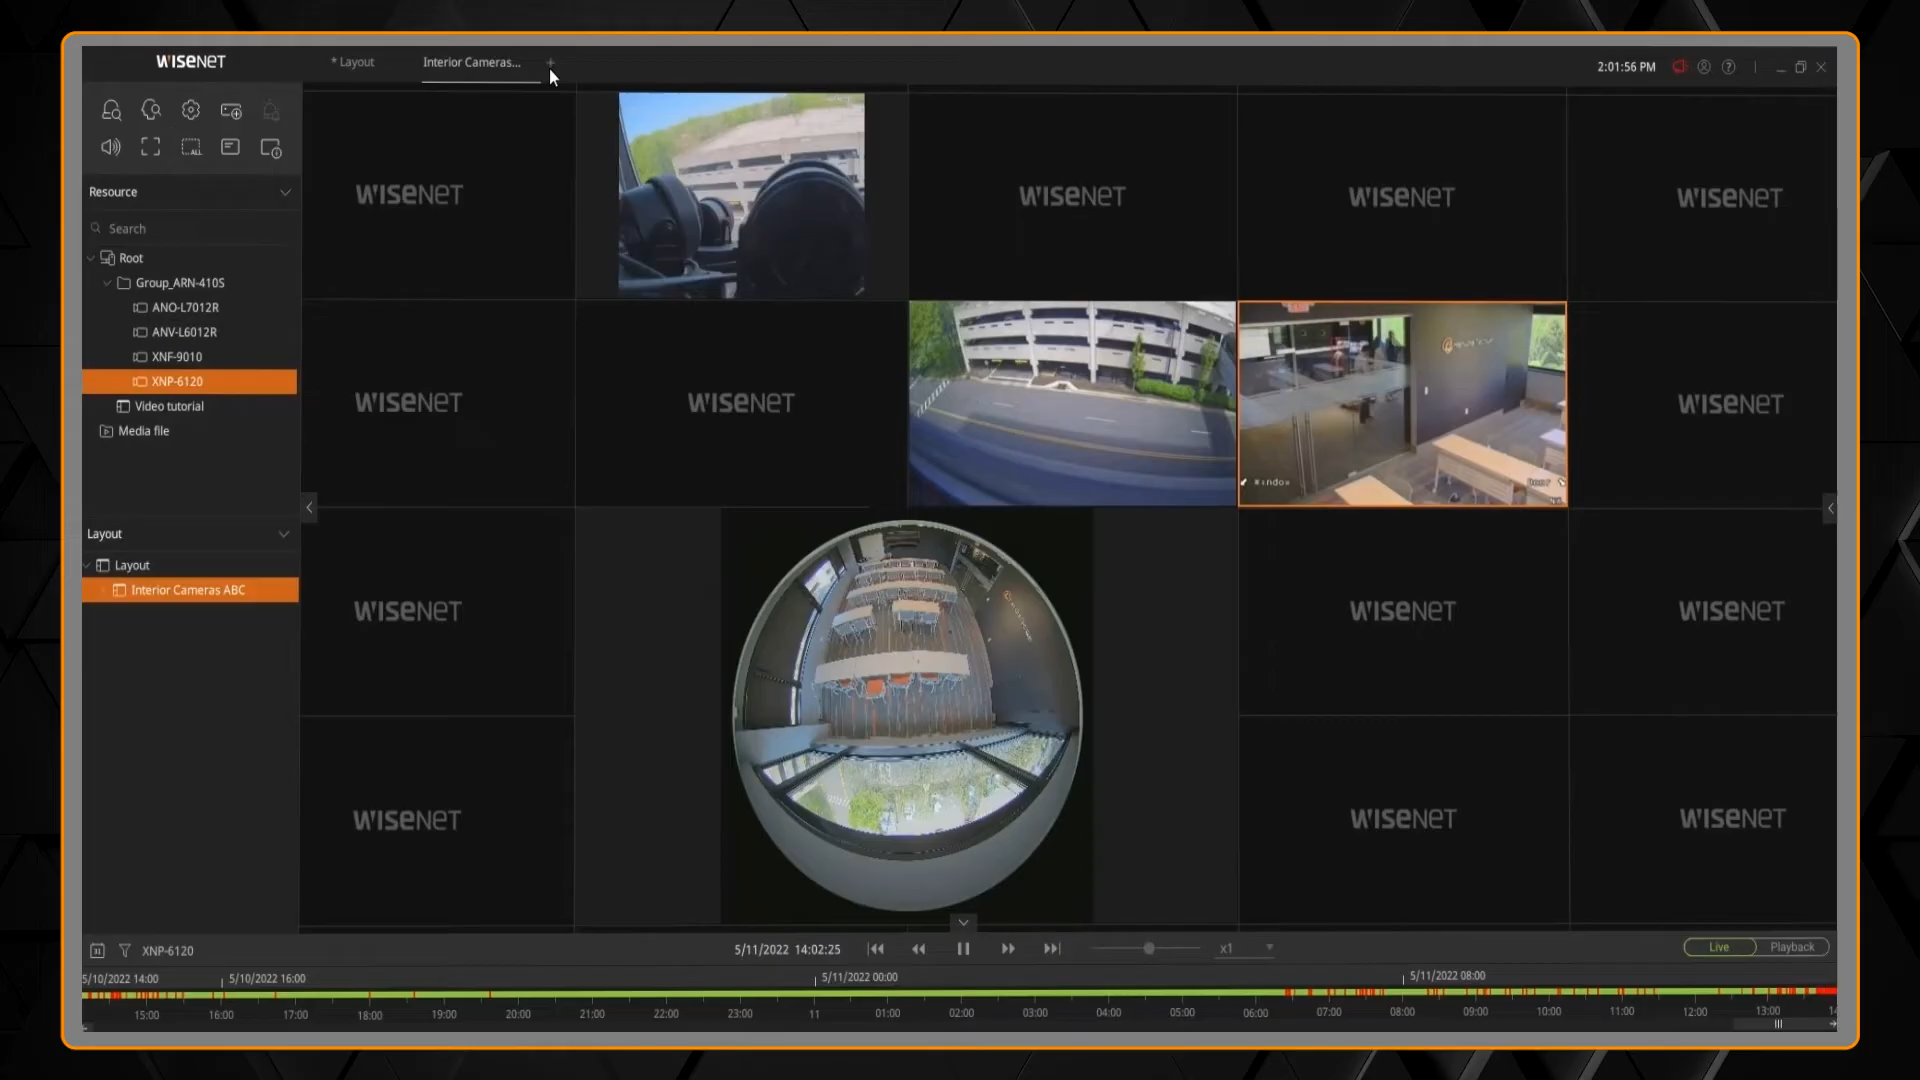 WISENET
* Layout
Interior Cameras...
+
2:01:56 PM
ALL
Resource
Search
Root
Group_ARN-410S
ANO-L7012R
ANV-L6012R
XNF-9010
XNP-6120
Video tutorial
Media file
Layout
Layout
Interior Cameras ABC
WISENET
WISENET
WISENET
WISENET
WISENET
WISENET
WISENET
WISENET
WISENET
WISENET
WISENET
WISENET
WISENET
Window
Door
XNP-6120
5/11/2022 14:02:25
x1
Live
Playback
5/10/2022 14:00
5/10/2022 16:00
5/11/2022 00:00
5/11/2022 08:00
15:00 16:00 17:00 18:00 19:00 20:00 21:00 22:00 23:00 11 01:00 02:00 03:00 04:00 05:00 06:00 07:00 08:00 09:00 10:00 11:00 12:00 13:00